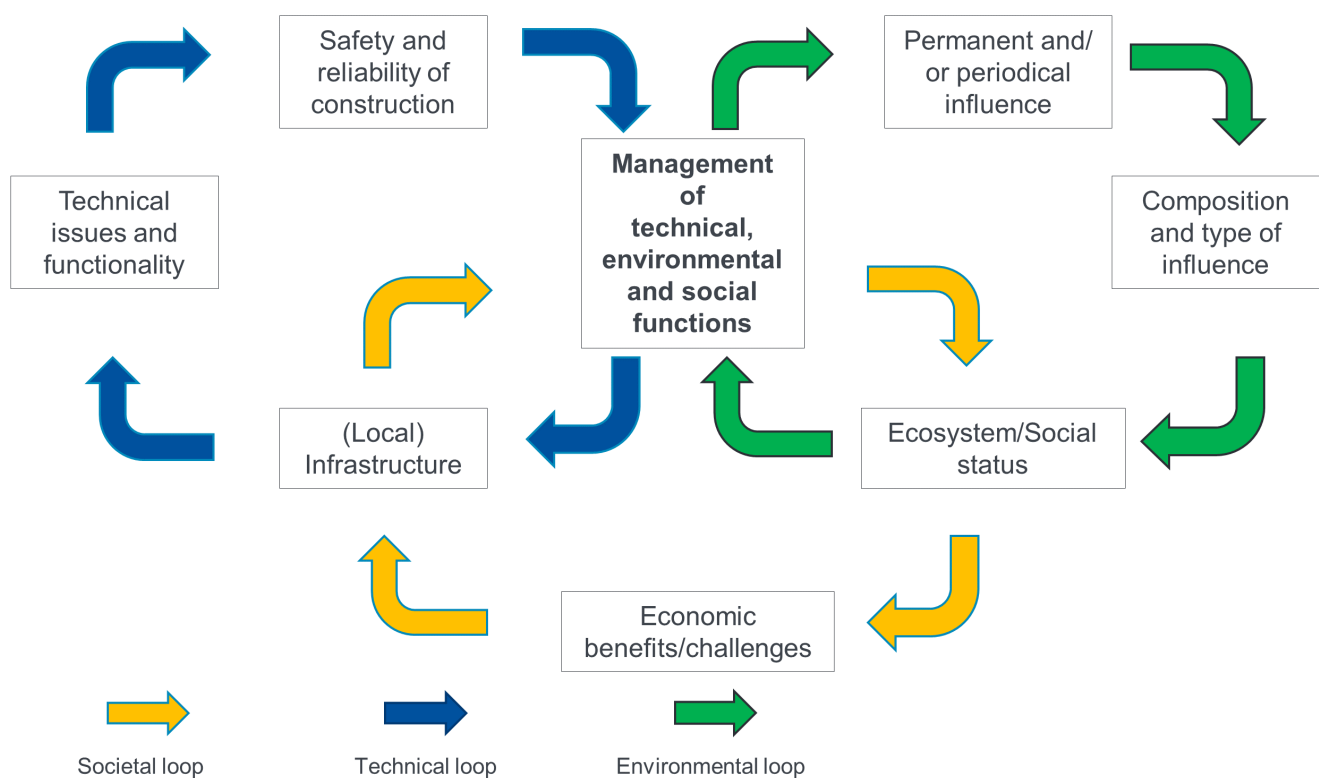 Safety and
reliability of
construction
Permanent and/
or periodical
influence
Management
of
technical,
environmental
and social
functions
Technical
issues and
functionality
Composition
and type of
influence
(Local)
Infrastructure
Ecosystem/Social
status
Economic
benefits/challenges
Societal loop
Technical loop
Environmental loop